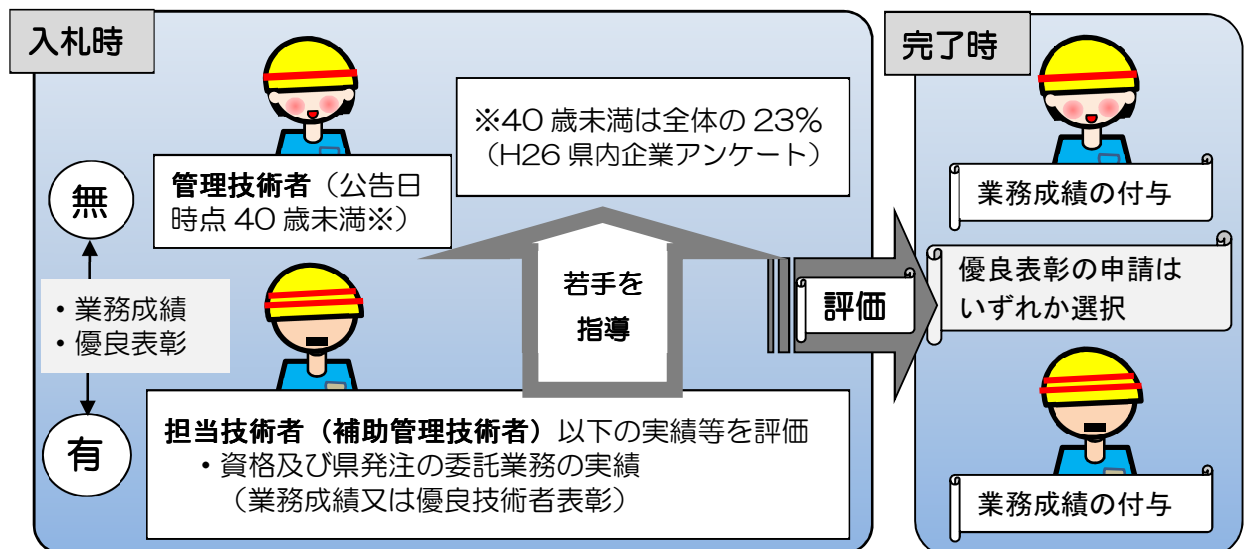 入札時
※40 歳未満は全体の 23%
(H26 県内企業アンケート)
管理技術者（公告日
時点 40 歳未満※）
無
・業務成績
・優良表彰
有
若手を
指導
担当技術者（補助管理技術者）以下の実績等を評価
・資格及び県発注の委託業務の実績
（業務成績又は優良技術者表彰）
評価
完了時
業務成績の付与
優良表彰の申請は
いずれか選択
業務成績の付与